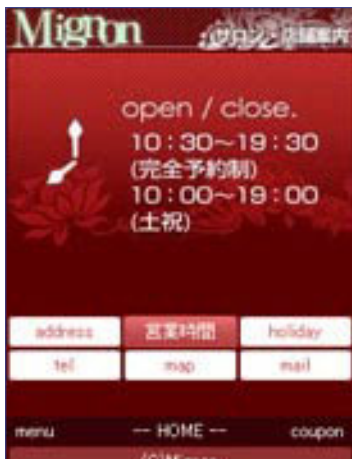 Mignon
サロン・店舗案内
open / close.
10：30～19：30
(完全予約制)
10：00～19：00
(土祝)
address 営業時間 holiday
tel map mail
menu -- HOME -- coupon
(C)Mignon